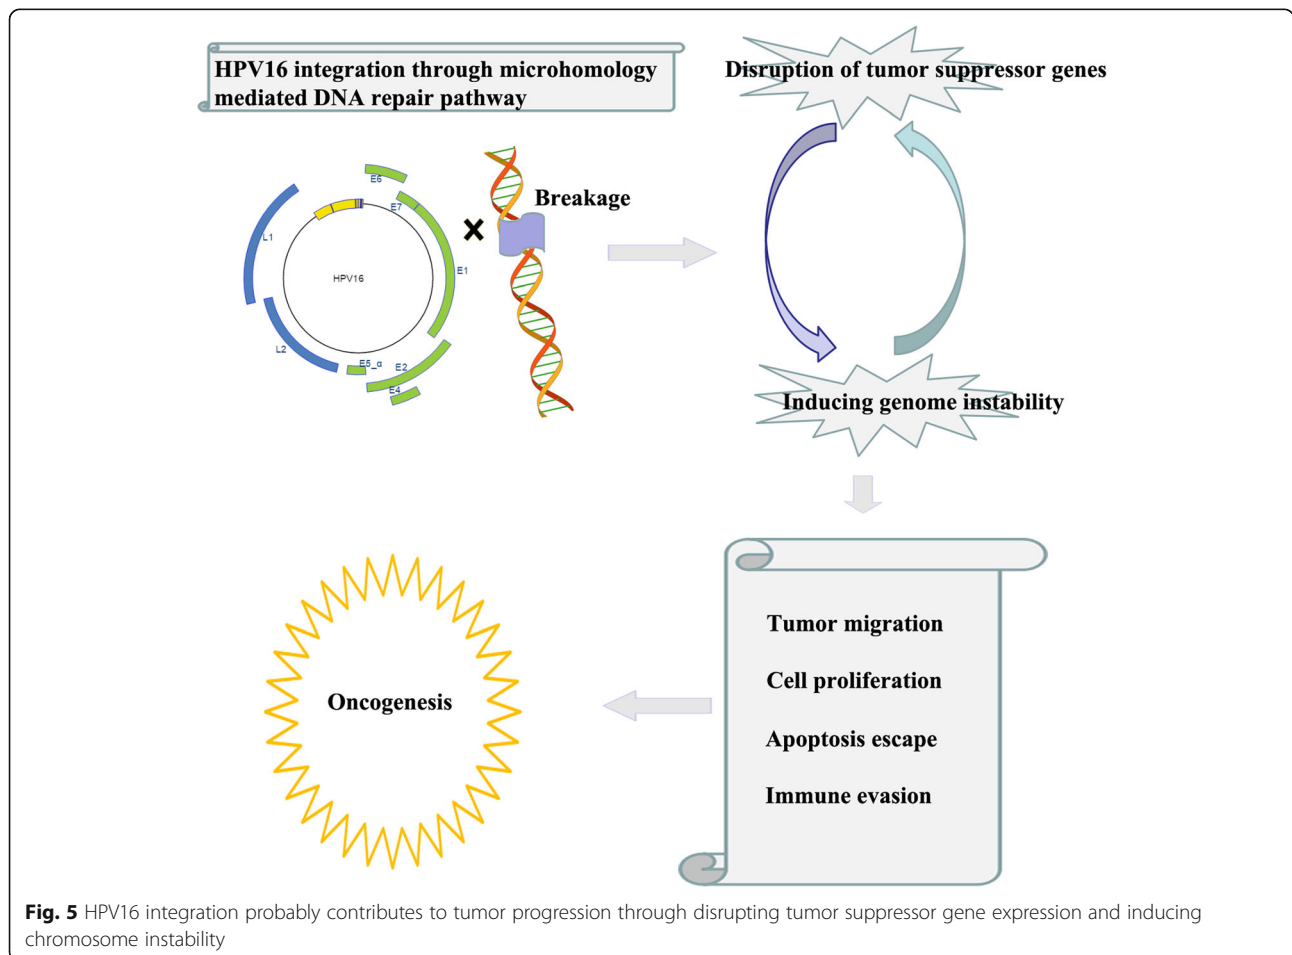 HPV16 integration through microhomology
mediated DNA repair pathway
Disruption of tumor suppressor genes
E6
Breakage
E7
L1
HPV16
E1
L2
E5_α
E2
E4
Inducing genome instability
Tumor migration
Cell proliferation
Apoptosis escape
Immune evasion
Oncogenesis
Fig. 5 HPV16 integration probably contributes to tumor progression through disrupting tumor suppressor gene expression and inducing
chromosome instability